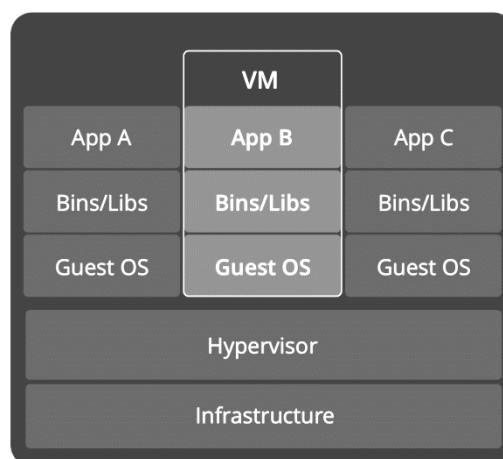 VM
App A App B App C
Bins/Libs Bins/Libs Bins/Libs
Guest OS Guest OS Guest OS
Hypervisor
Infrastructure